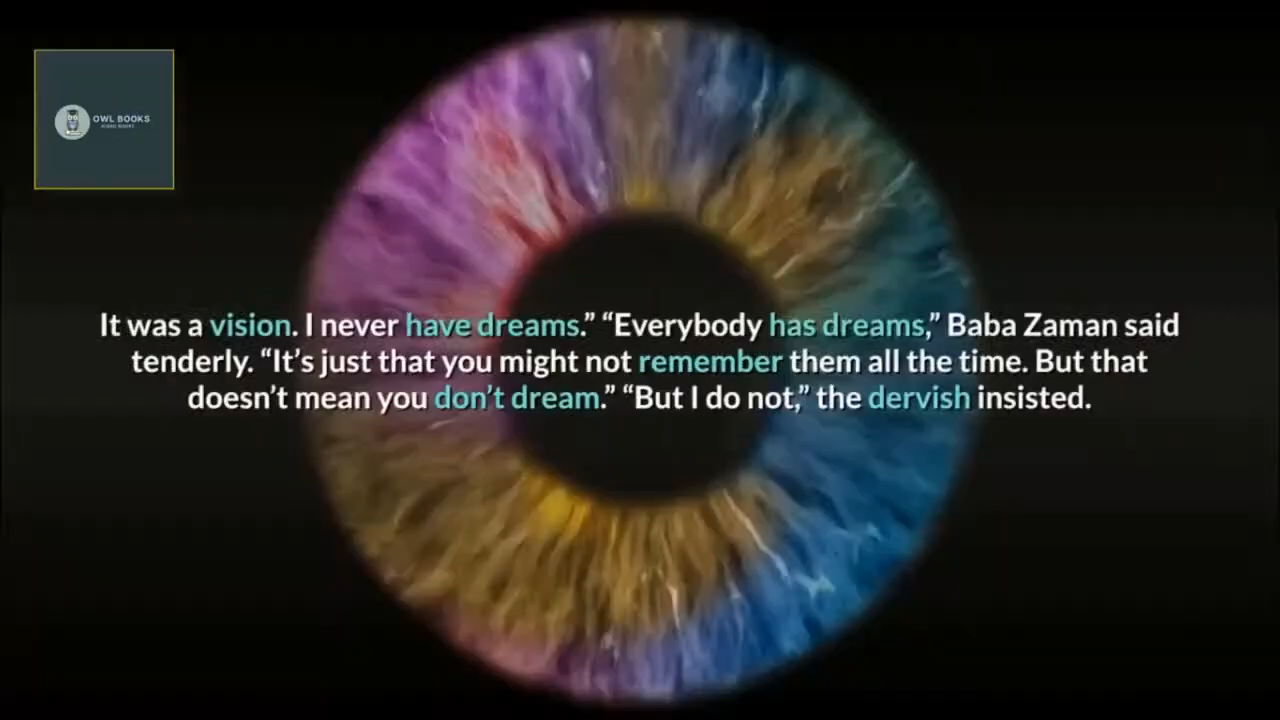 OWL BOOKS
AUDIO BOOKS
It was a vision. I never have dreams.” “Everybody has dreams,” Baba Zaman said
tenderly. “It’s just that you might not remember them all the time. But that
doesn’t mean you don’t dream.” “But I do not,” the dervish insisted.